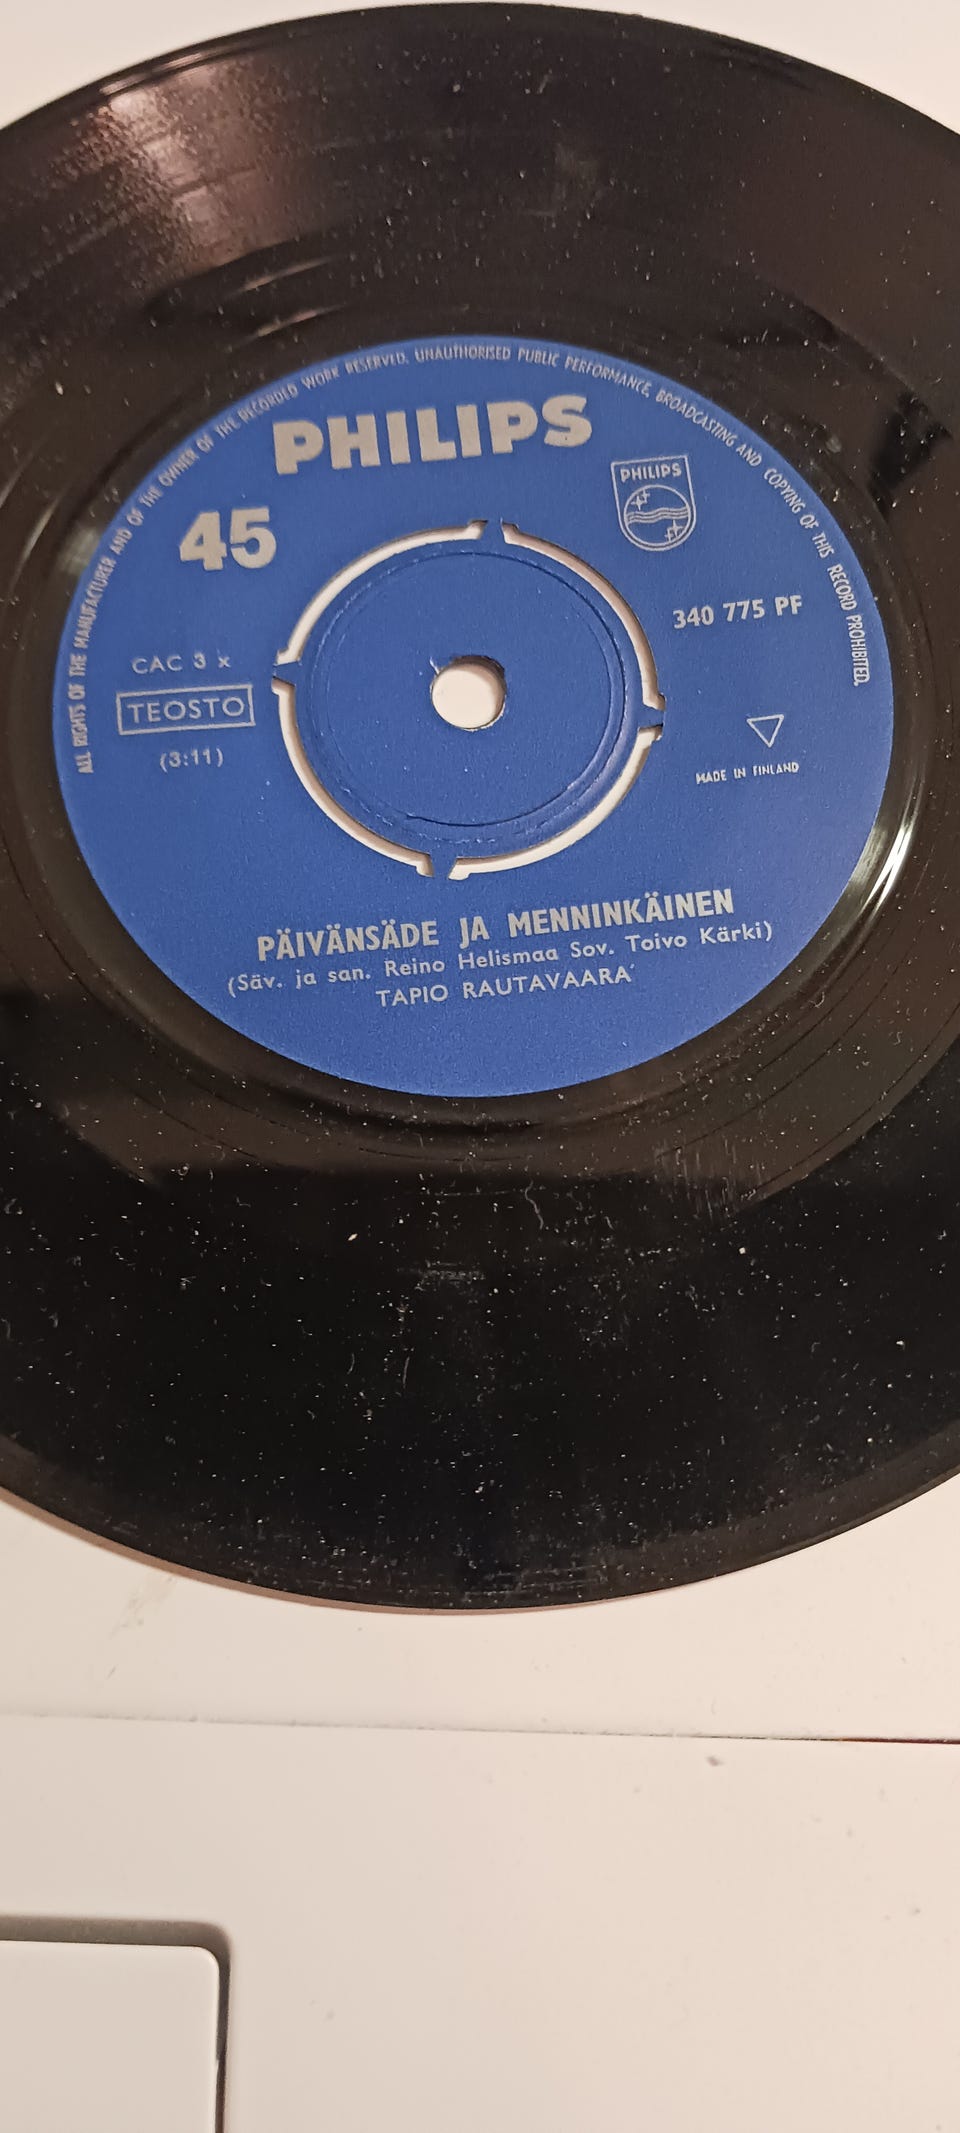 ALL RIGHTS OF THE MANUFACTURER AND OF THE OWNER OF THE RECORDED WORK RESERVED. UNAUTHORISED PUBLIC PERFORMANCE, BROADCASTING AND COPYING OF THIS RECORD PROHIBITED.
PHILIPS
PHILIPS
45
340 775 PF
CAC 3 x
TEOSTO
(3:11)
MADE IN FINLAND
PÄIVÄNSÄDE JA MENNINKÄINEN
(Säv. ja san. Reino Helismaa Sov. Toivo Kärki)
TAPIO RAUTAVAARA